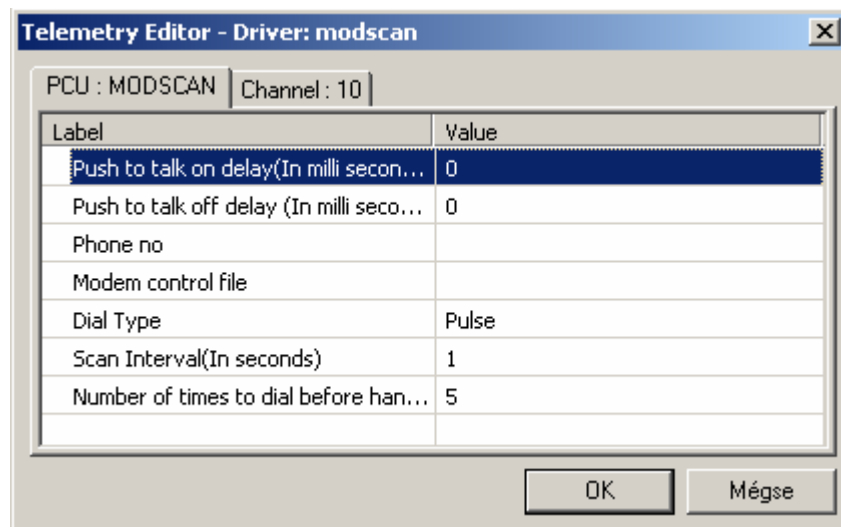 Telemetry Editor - Driver: modscan
PCU : MODSCAN Channel : 10
Label Value
Push to talk on delay(In milli secon... 0
Push to talk off delay (In milli seco... 0
Phone no
Modem control file
Dial Type Pulse
Scan Interval(In seconds) 1
Number of times to dial before han... 5
OK Mégse